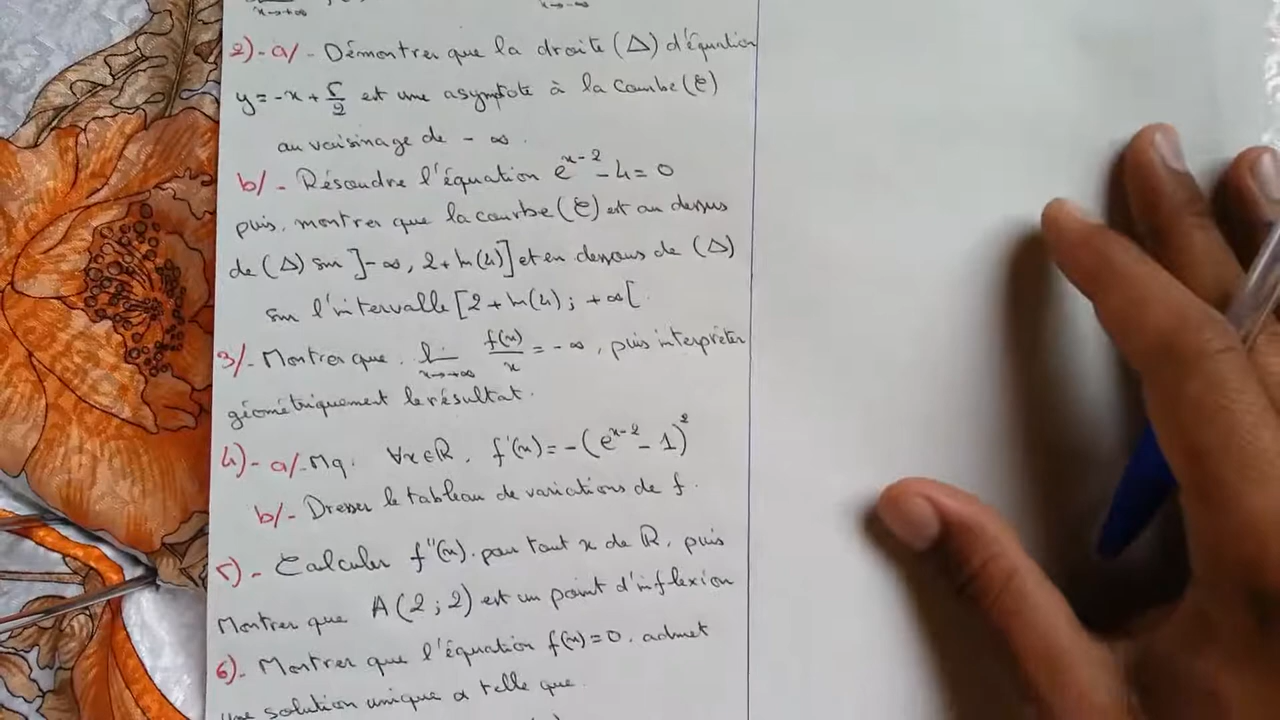 x→+∞ x→-∞
2)- a/- Démontrer que la droite (Δ) d'équation
y = -x + 5/2 est une asymptote à la courbe (C)
au voisinage de - ∞.
b/- Résoudre l'équation e^{x-2} - 4 = 0
puis, montrer que la courbe (C) est au dessus
de (Δ) sur ]-∞, 2+ln(4)] et en dessous de (Δ)
sur l'intervalle [2+ln(4); +∞[.
3/- Montrer que. lim x→+∞ f(x)/x = -∞, puis interpréter
géométriquement le résultat.
4)- a/- Mq. ∀x∈R. f'(x) = -(e^{x-2} - 1)^2
b/- Dresser le tableau de variations de f.
5)- Calculer f''(x). pour tout x de R, puis
Montrer que A(2;2) est un point d'inflexion
6)- Montrer que l'équation f(x)=0. admet
une solution unique α telle que